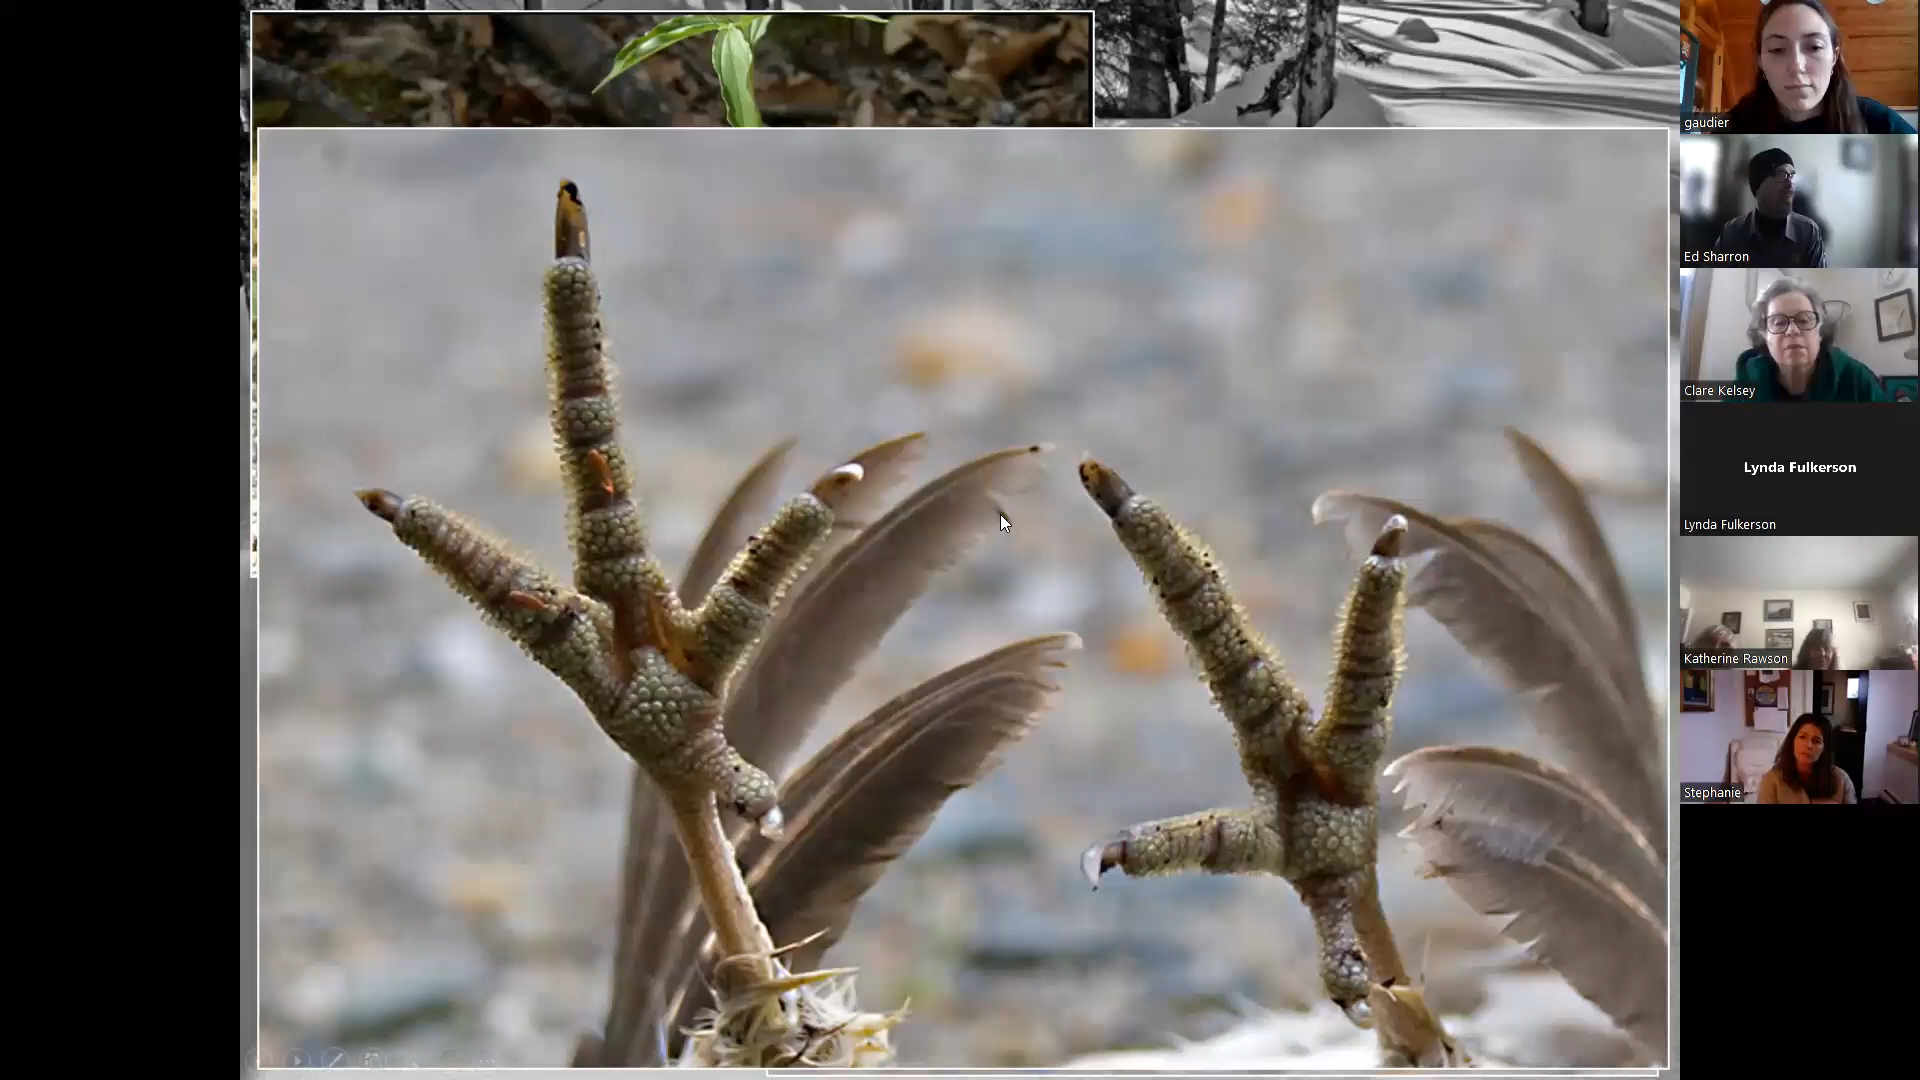 gaudier
Ed Sharron
Clare Kelsey
Lynda Fulkerson
Lynda Fulkerson
Katherine Rawson
Stephanie